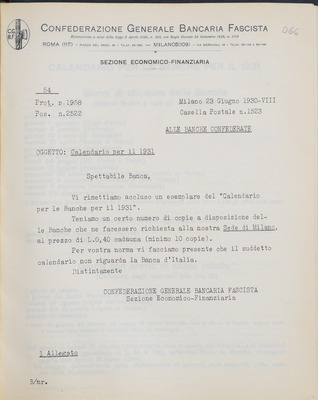 066
CONFEDERAZIONE GENERALE BANCARIA FASCISTA
ROMA (117)
MILANO (108)
SEZIONE ECONOMICO-FINANZIARIA
54
Prot. n.1958
Milano 23 Giugno 1930-VIII
Pos. n.2522
Casella Postale n.1523
ALLE BANCHE CONFEDERATE
OGGETTO: Calendario per il 1931
Spettabile Banca,
Vi rimettiamo accluso un esemplare del "Calendario
per le Banche per il 1931".
Teniamo un certo numero di copie a disposizione del-
le Banche che ne facessero richiesta alla nostra Sede di Milano,
al prezzo di L.0,40 cadauna (minimo 10 copie).
Per vostra norma vi facciamo presente che il suddetto
calendario non riguarda la Banca d'Italia.
Distintamente
CONFEDERAZIONE GENERALE BANCARIA FASCISTA
Sezione Economico-Finanziaria
1 Allegato
B/nr.